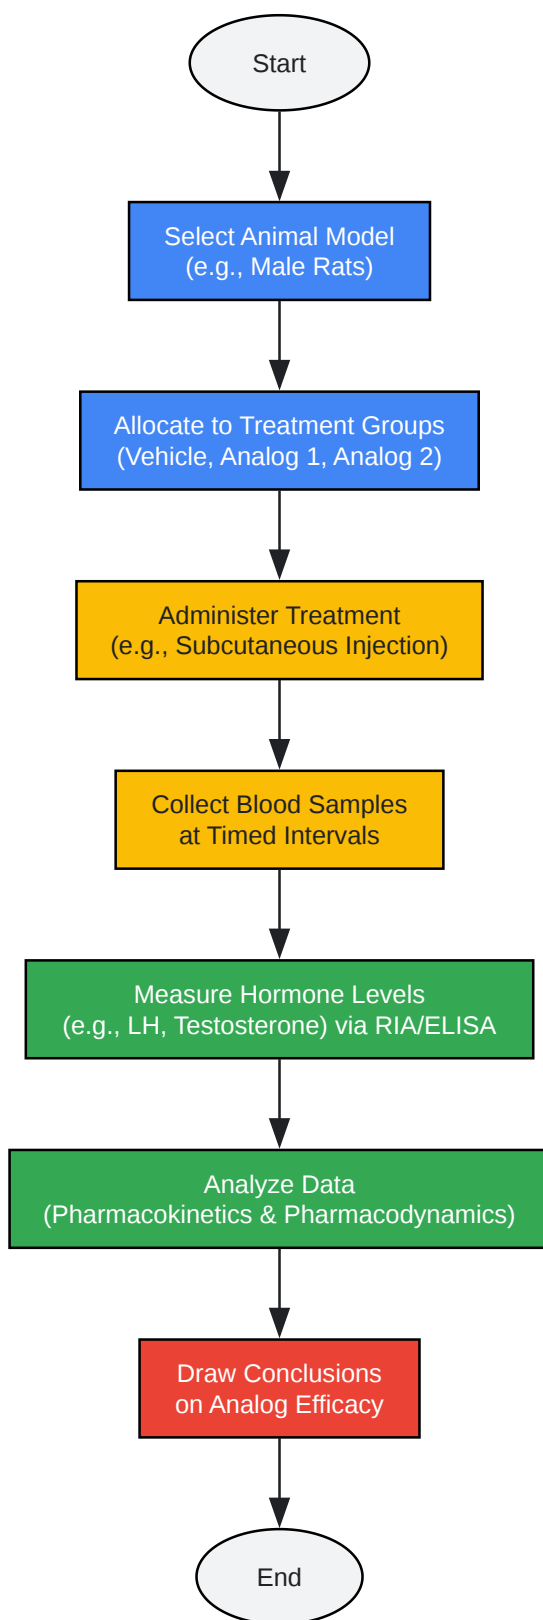 Start
Select Animal Model
(e.g., Male Rats)
Allocate to Treatment Groups
(Vehicle, Analog 1, Analog 2)
Administer Treatment
(e.g., Subcutaneous Injection)
Collect Blood Samples
at Timed Intervals
Measure Hormone Levels
(e.g., LH, Testosterone) via RIA/ELISA
Analyze Data
(Pharmacokinetics & Pharmacodynamics)
Draw Conclusions
on Analog Efficacy
End